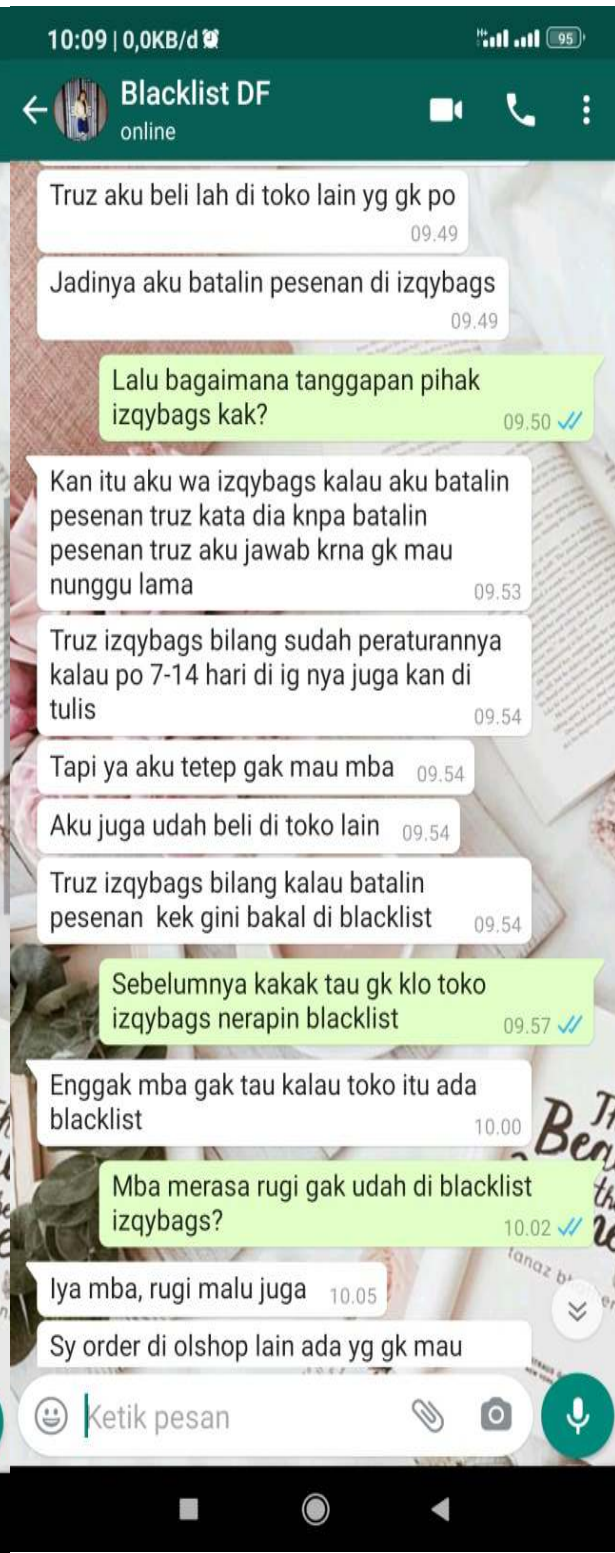 10:09 | 0,0KB/d
H+
95
Blacklist DF
online
Truz aku beli lah di toko lain yg gk po
09.49
Jadinya aku batalin pesenan di izqybags
09.49
Lalu bagaimana tanggapan pihak
izqybags kak?
09.50
Kan itu aku wa izqybags kalau aku batalin
pesenan truz kata dia knpa batalin
pesenan truz aku jawab krna gk mau
nunggu lama
09.53
Truz izqybags bilang sudah peraturannya
kalau po 7-14 hari di ig nya juga kan di
tulis
09.54
Tapi ya aku tetep gak mau mba 09.54
Aku juga udah beli di toko lain 09.54
Truz izqybags bilang kalau batalin
pesenan kek gini bakal di blacklist 09.54
Sebelumnya kakak tau gk klo toko
izqybags nerapin blacklist 09.57
Enggak mba gak tau kalau toko itu ada
blacklist 10.00
Mba merasa rugi gak udah di blacklist
izqybags? 10.02
Iya mba, rugi malu juga 10.05
Sy order di olshop lain ada yg gk mau
Ketik pesan